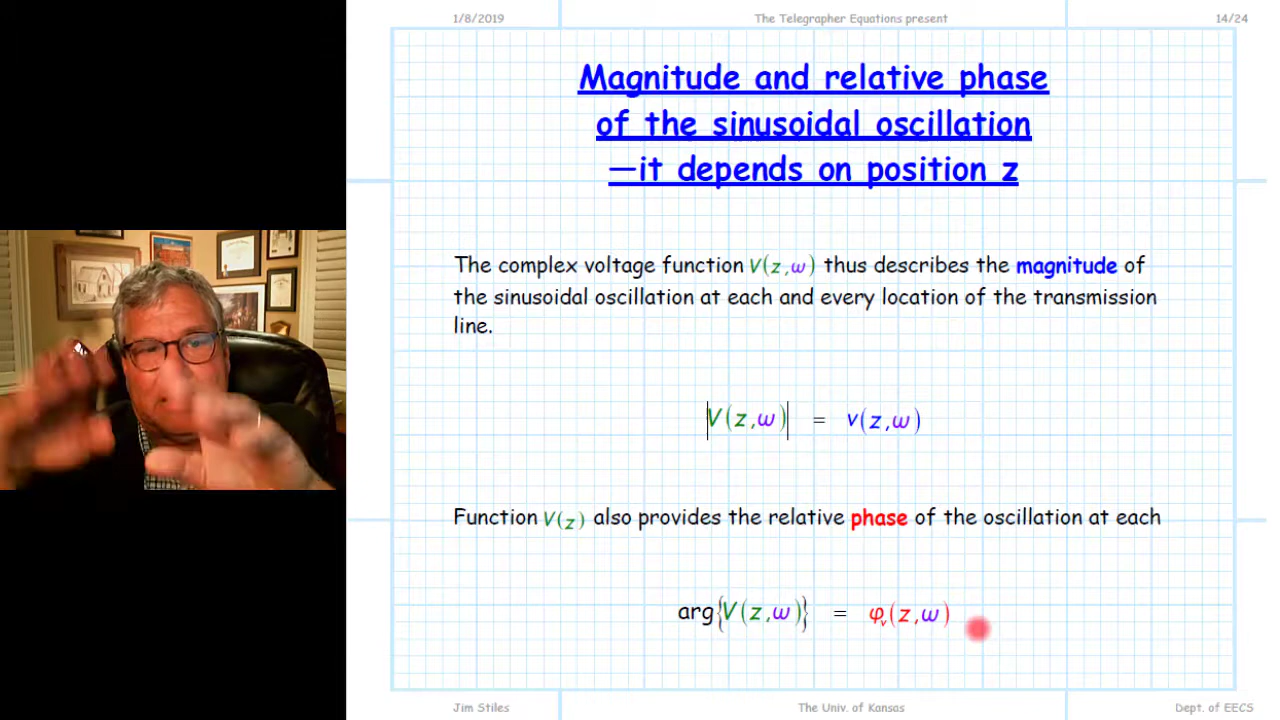 1/8/2019 The Telegrapher Equations present 14/24
Magnitude and relative phase
of the sinusoidal oscillation
—it depends on position z
The complex voltage function V(z,ω) thus describes the magnitude of
the sinusoidal oscillation at each and every location of the transmission
line.
|V(z,ω)| = v(z,ω)
Function V(z) also provides the relative phase of the oscillation at each
arg{V(z,ω)} = φᵥ(z,ω)
Jim Stiles The Univ. of Kansas Dept. of EECS